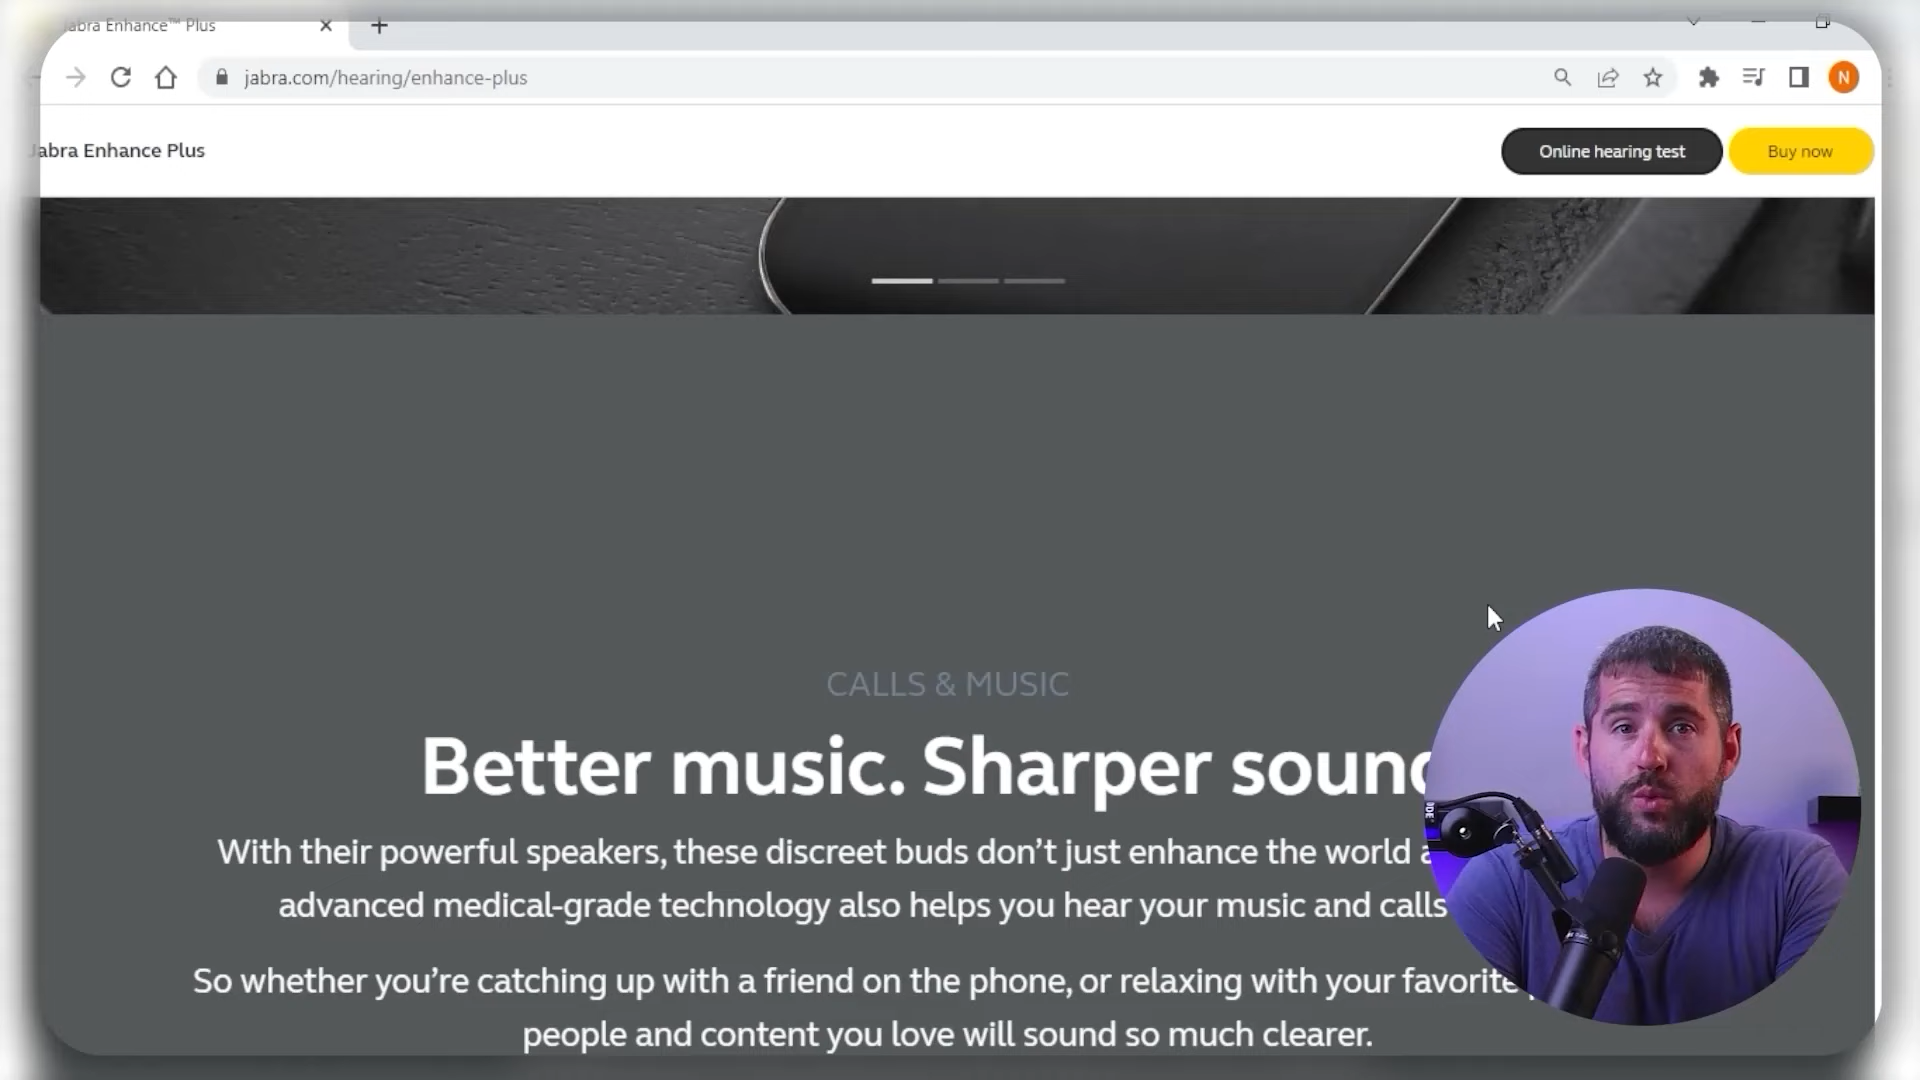 abra Enhance™ Plus
jabra.com/hearing/enhance-plus
N
Jabra Enhance Plus
Online hearing test
Buy now
CALLS & MUSIC
Better music. Sharper sound
With their powerful speakers, these discreet buds don’t just enhance the world
advanced medical-grade technology also helps you hear your music and calls
So whether you’re catching up with a friend on the phone, or relaxing with your favorite
people and content you love will sound so much clearer.